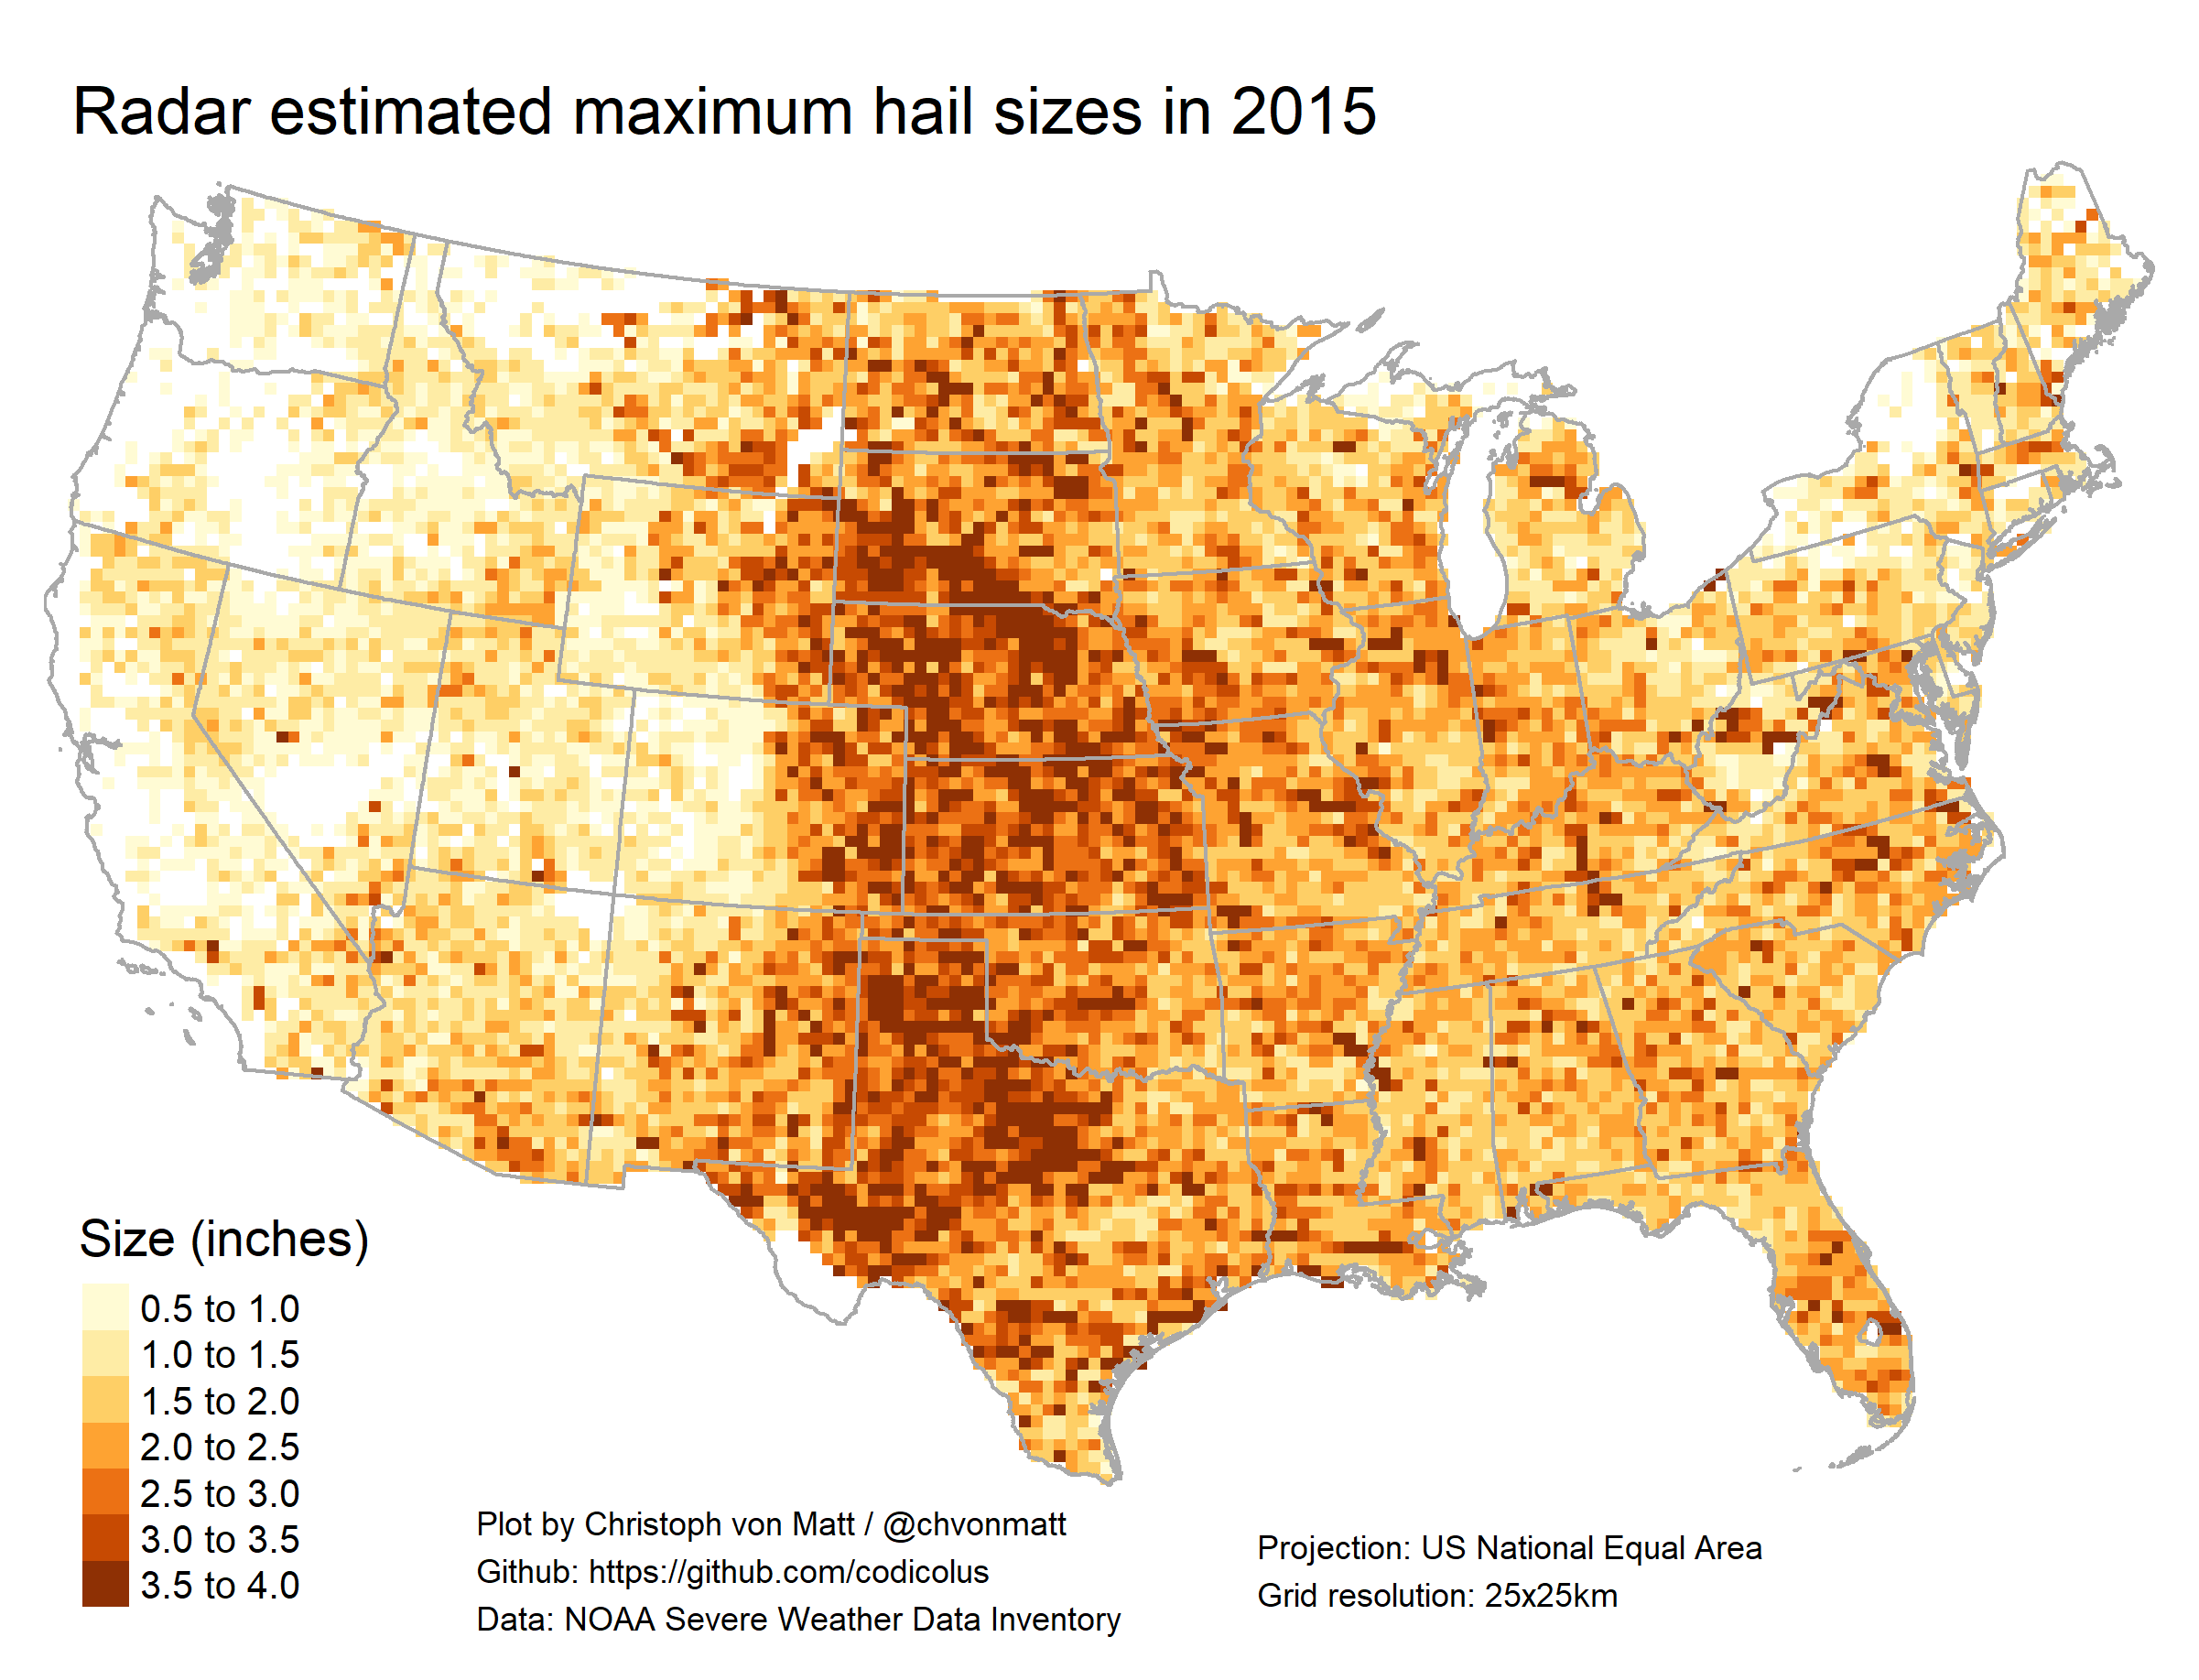 Radar estimated maximum hail sizes in 2015
Size (inches)
0.5 to 1.0
1.0 to 1.5
1.5 to 2.0
2.0 to 2.5
2.5 to 3.0
3.0 to 3.5
3.5 to 4.0
Plot by Christoph von Matt / @chvonmatt
Github: https://github.com/codicolus
Data: NOAA Severe Weather Data Inventory
Projection: US National Equal Area
Grid resolution: 25x25km